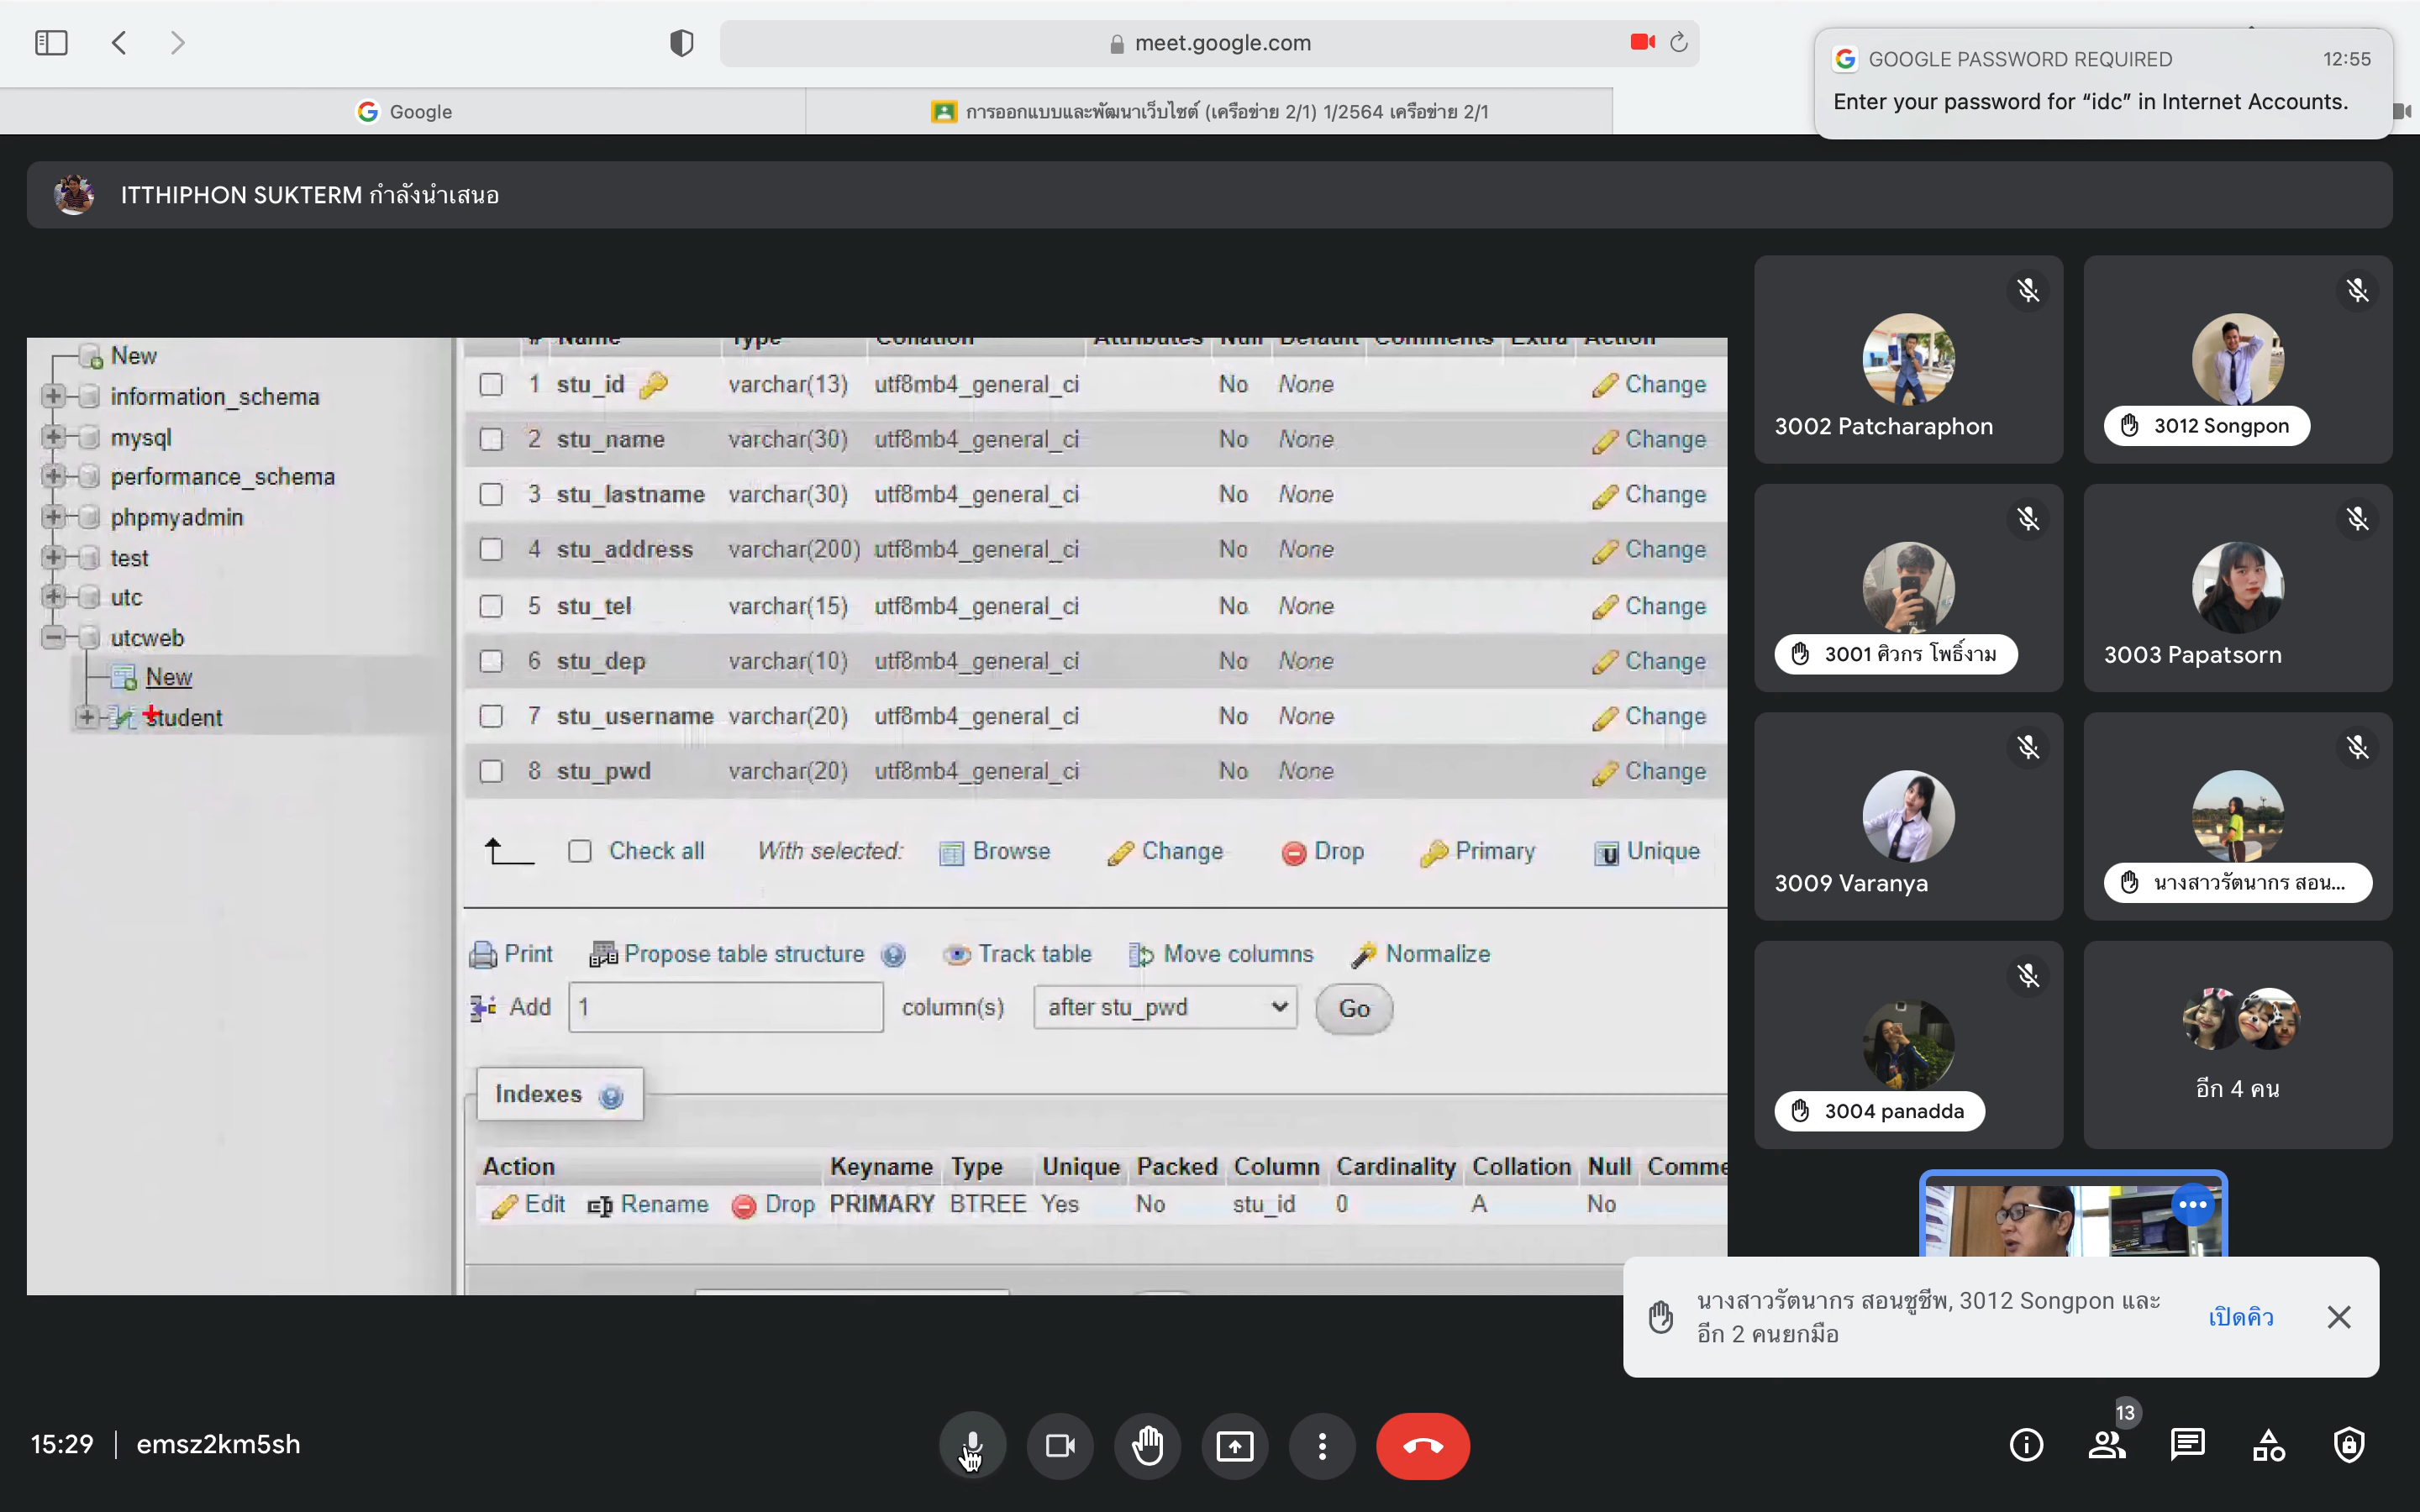 meet.google.com
GOOGLE PASSWORD REQUIRED 12:55
Enter your password for “idc” in Internet Accounts.
Google
การออกแบบและพัฒนาเว็บไซต์ (เครือข่าย 2/1) 1/2564 เครือข่าย 2/1
ITTHIPHON SUKTERM กำลังนำเสนอ
New
information_schema
mysql
performance_schema
phpmyadmin
test
utc
utcweb
New
student
# Name Type Collation Attributes Null Default Comments Extra Action
1 stu_id varchar(13) utf8mb4_general_ci No None Change
2 stu_name varchar(30) utf8mb4_general_ci No None Change
3 stu_lastname varchar(30) utf8mb4_general_ci No None Change
4 stu_address varchar(200) utf8mb4_general_ci No None Change
5 stu_tel varchar(15) utf8mb4_general_ci No None Change
6 stu_dep varchar(10) utf8mb4_general_ci No None Change
7 stu_username varchar(20) utf8mb4_general_ci No None Change
8 stu_pwd varchar(20) utf8mb4_general_ci No None Change
Check all With selected: Browse Change Drop Primary Unique
Print Propose table structure Track table Move columns Normalize
Add 1 column(s) after stu_pwd Go
Indexes
Action Keyname Type Unique Packed Column Cardinality Collation Null Comme
Edit Rename Drop PRIMARY BTREE Yes No stu_id 0 A No
3002 Patcharaphon
3012 Songpon
3001 ศิวกร โพธิ์งาม
3003 Papatsorn
3009 Varanya
นางสาวรัตนากร สอน...
3004 panadda
อีก 4 คน
นางสาวรัตนากร สอนชูชีพ, 3012 Songpon และ
อีก 2 คนยกมือ
เปิดคิว
15:29 | emsz2km5sh
13